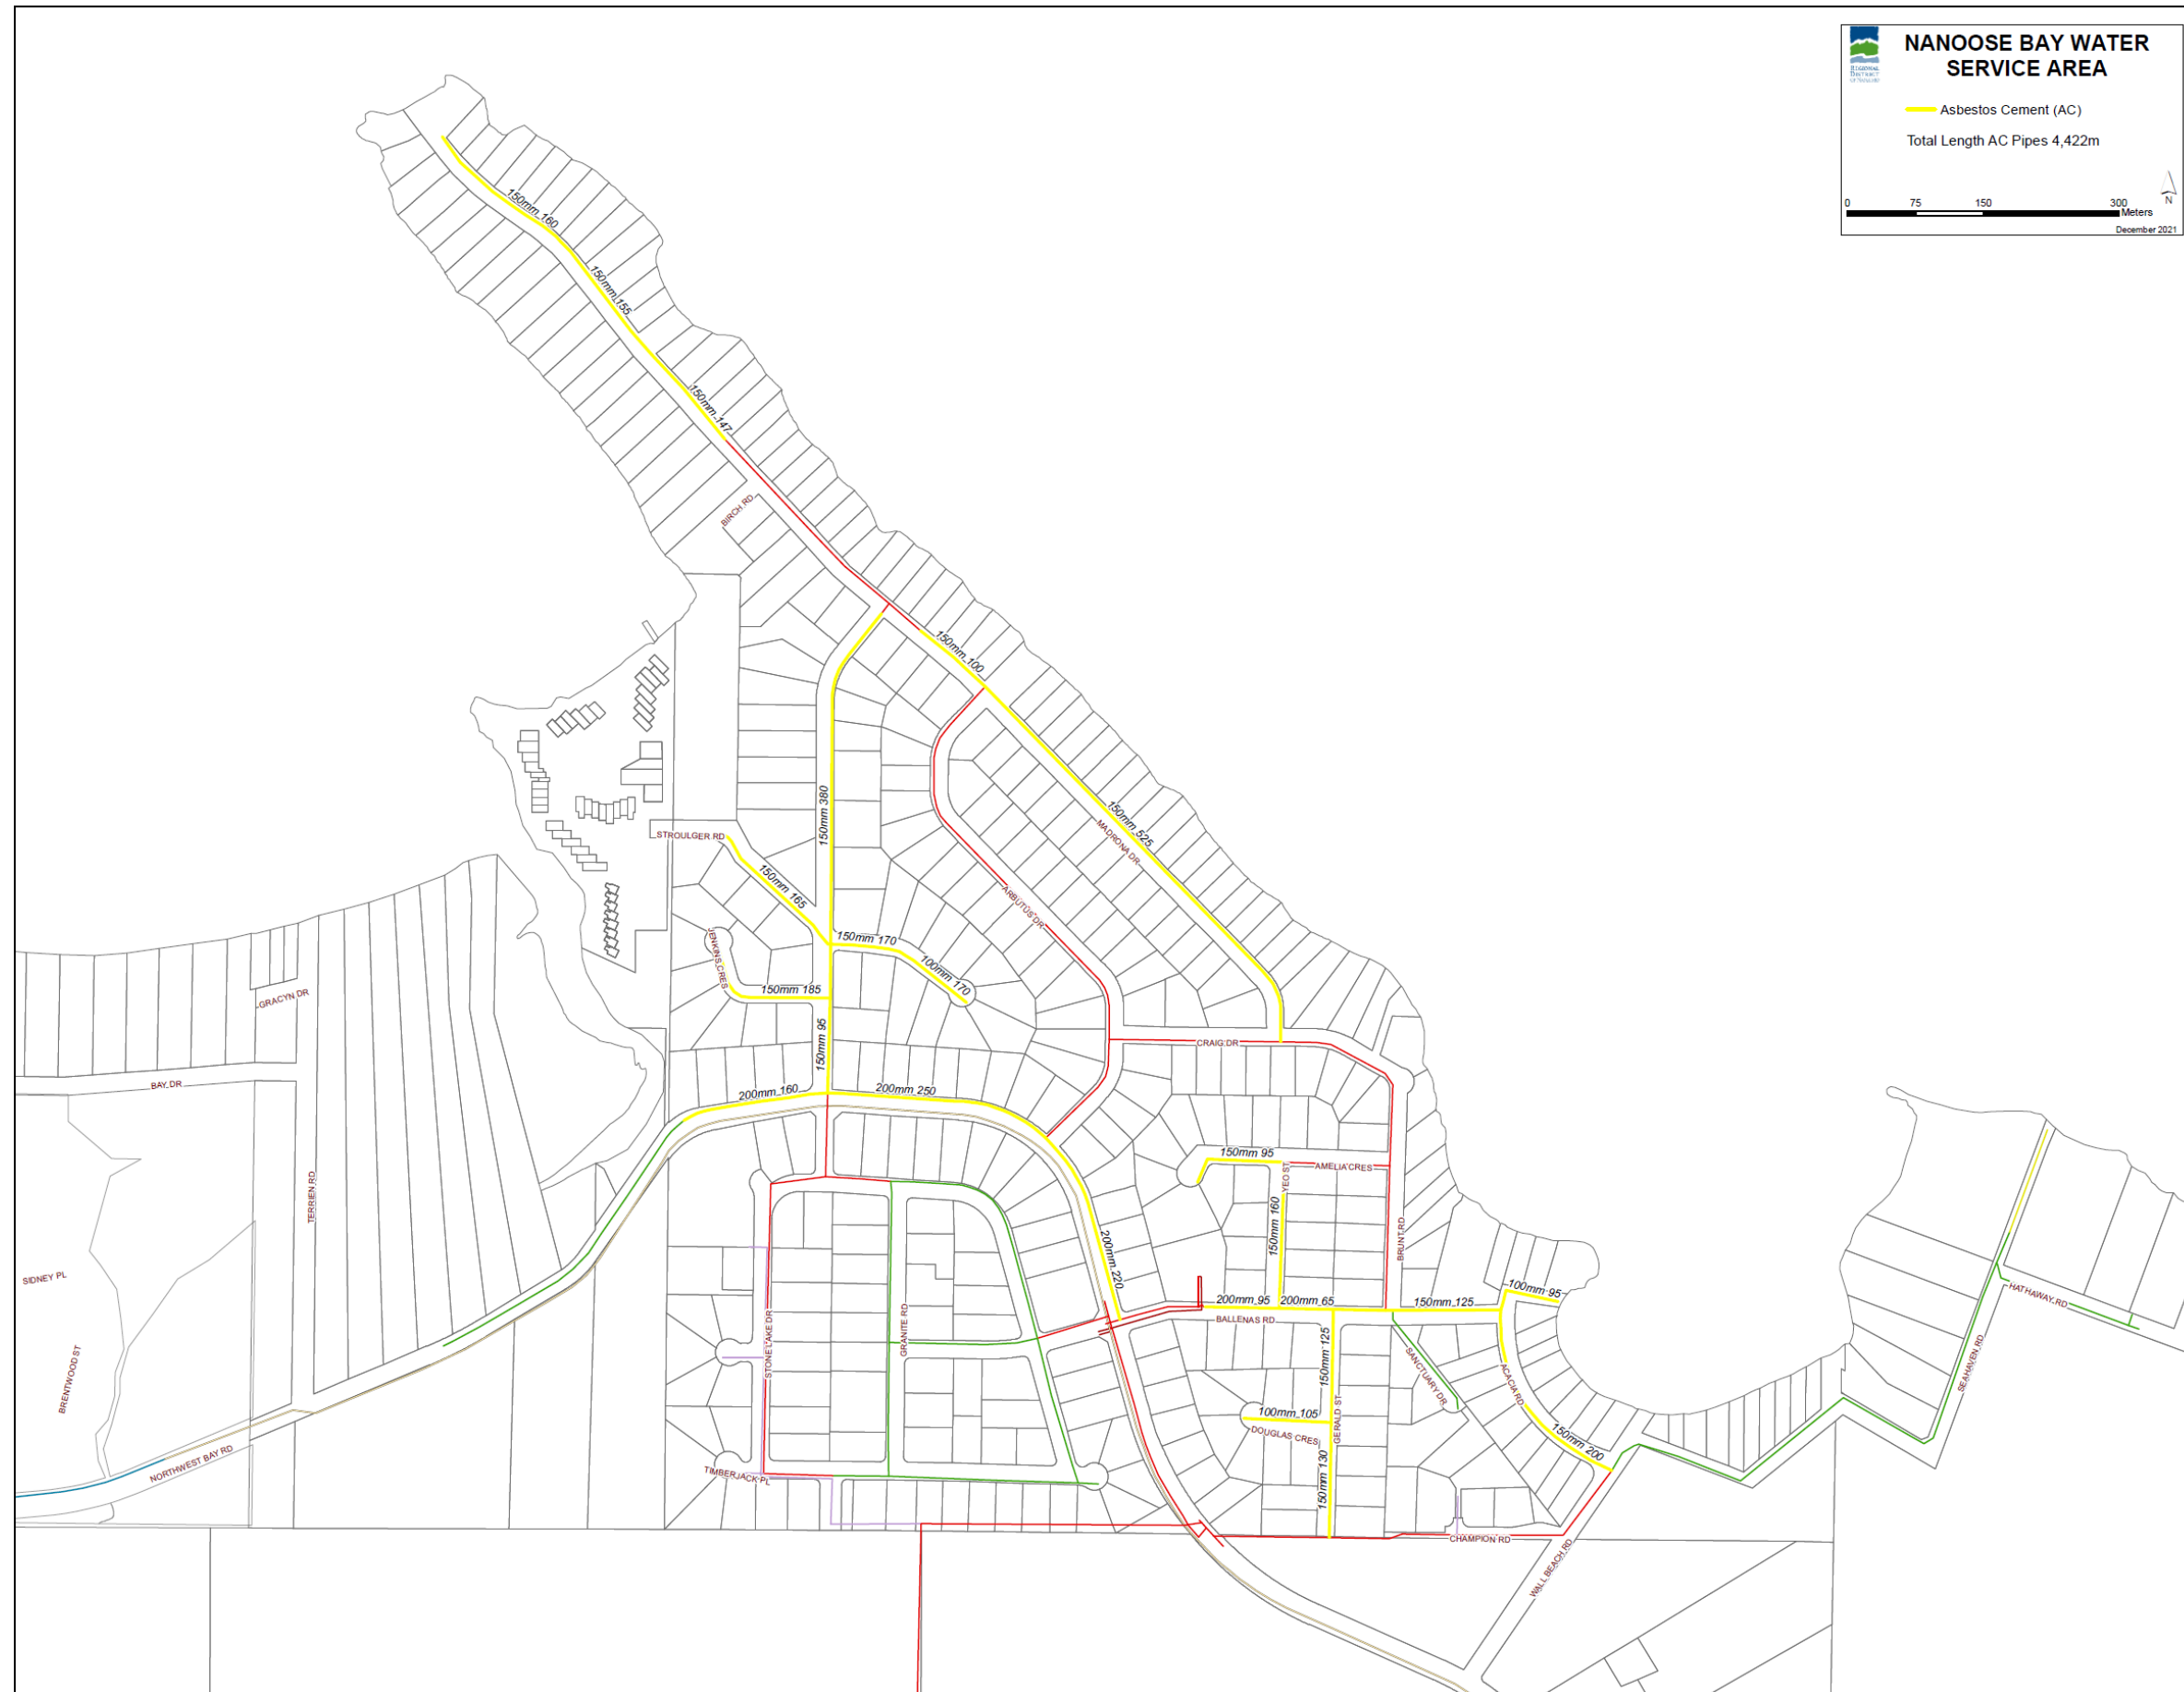 NANOOSE BAY WATER
SERVICE AREA
REGIONAL
DISTRICT
OF NANAIMO
Asbestos Cement (AC)
Total Length AC Pipes 4,422m
0 75 150 300
Meters
N
December 2021
150mm 160
150mm 155
150mm 147
BIRCH RD
150mm 100
150mm 525
MADRONA DR
150mm 380
STROULGER RD
150mm 165
ARBUTUS DR
JENKINS CRES
150mm 170
100mm 170
150mm 185
GRACYN DR
150mm 95
CRAIG DR
BAY DR
200mm 160
200mm 250
TERRIEN RD
150mm 95
YEO ST
AMELIA CRES
150mm 160
BRUNT RD
200mm 220
SIDNEY PL
100mm 95
HATHAWAY RD
200mm 95
200mm 65
150mm 125
BALLENAS RD
STONE LAKE DR
GRANITE RD
150mm 125
SANCTUARY DR
ACACIA RD
SEAHAVEN RD
BRENTWOOD ST
100mm 105
GERALD ST
DOUGLAS CRES
150mm 200
NORTHWEST BAY RD
TIMBERJACK PL
150mm 130
CHAMPION RD
WALL BEACH RD